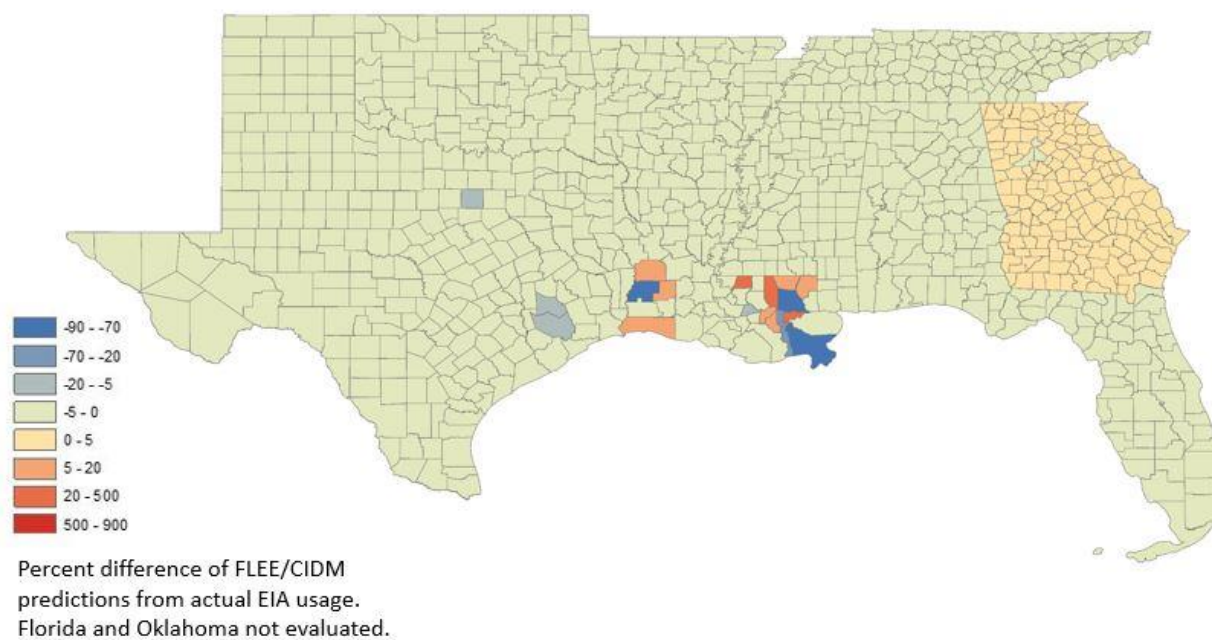 -90 - -70
-70 - -20
-20 - -5
-5 - 0
0 - 5
5 - 20
20 - 500
500 - 900
Percent difference of FLEE/CIDM
predictions from actual EIA usage.
Florida and Oklahoma not evaluated.